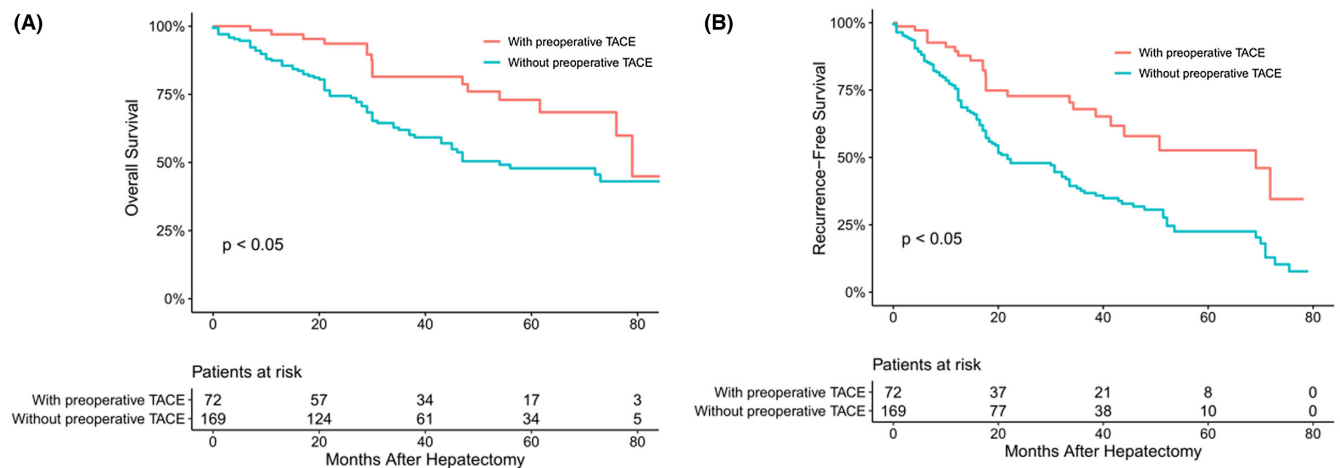 (A)
Overall Survival
100%
75%
50%
25%
0%
With preoperative TACE
Without preoperative TACE
p < 0.05
0 20 40 60 80
Patients at risk
With preoperative TACE 72 57 34 17 3
Without preoperative TACE 169 124 61 34 5
0 20 40 60 80
Months After Hepatectomy
(B)
Recurrence-Free Survival
100%
75%
50%
25%
0%
With preoperative TACE
Without preoperative TACE
p < 0.05
0 20 40 60 80
Patients at risk
With preoperative TACE 72 37 21 8 0
Without preoperative TACE 169 77 38 10 0
0 20 40 60 80
Months After Hepatectomy